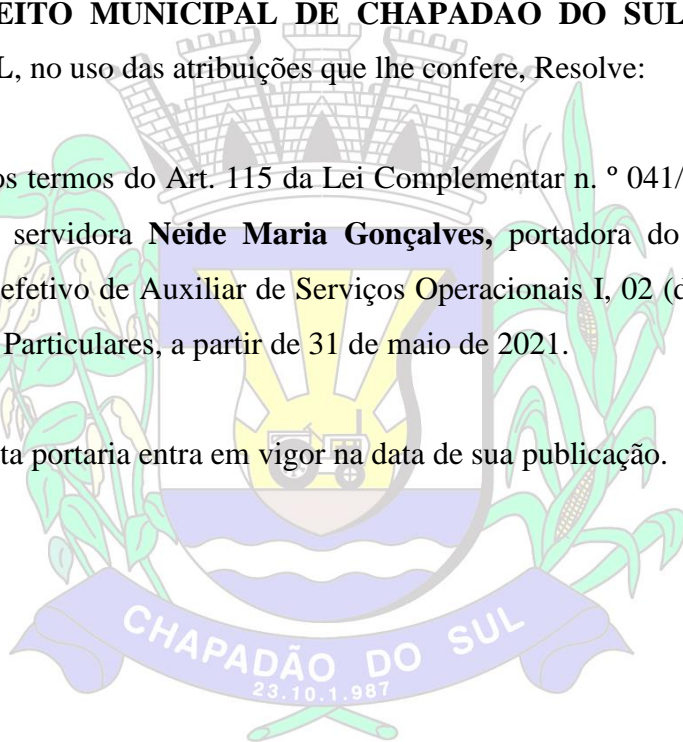 EITO MUNICIPAL DE CHAPADÃO DO SUL
L, no uso das atribuições que lhe confere, Resolve:
os termos do Art. 115 da Lei Complementar n. º 041/
servidora Neide Maria Gonçalves, portadora do
efetivo de Auxiliar de Serviços Operacionais I, 02 (d
Particulares, a partir de 31 de maio de 2021.
ta portaria entra em vigor na data de sua publicação.
CHAPADÃO DO SUL
23.10.1.987